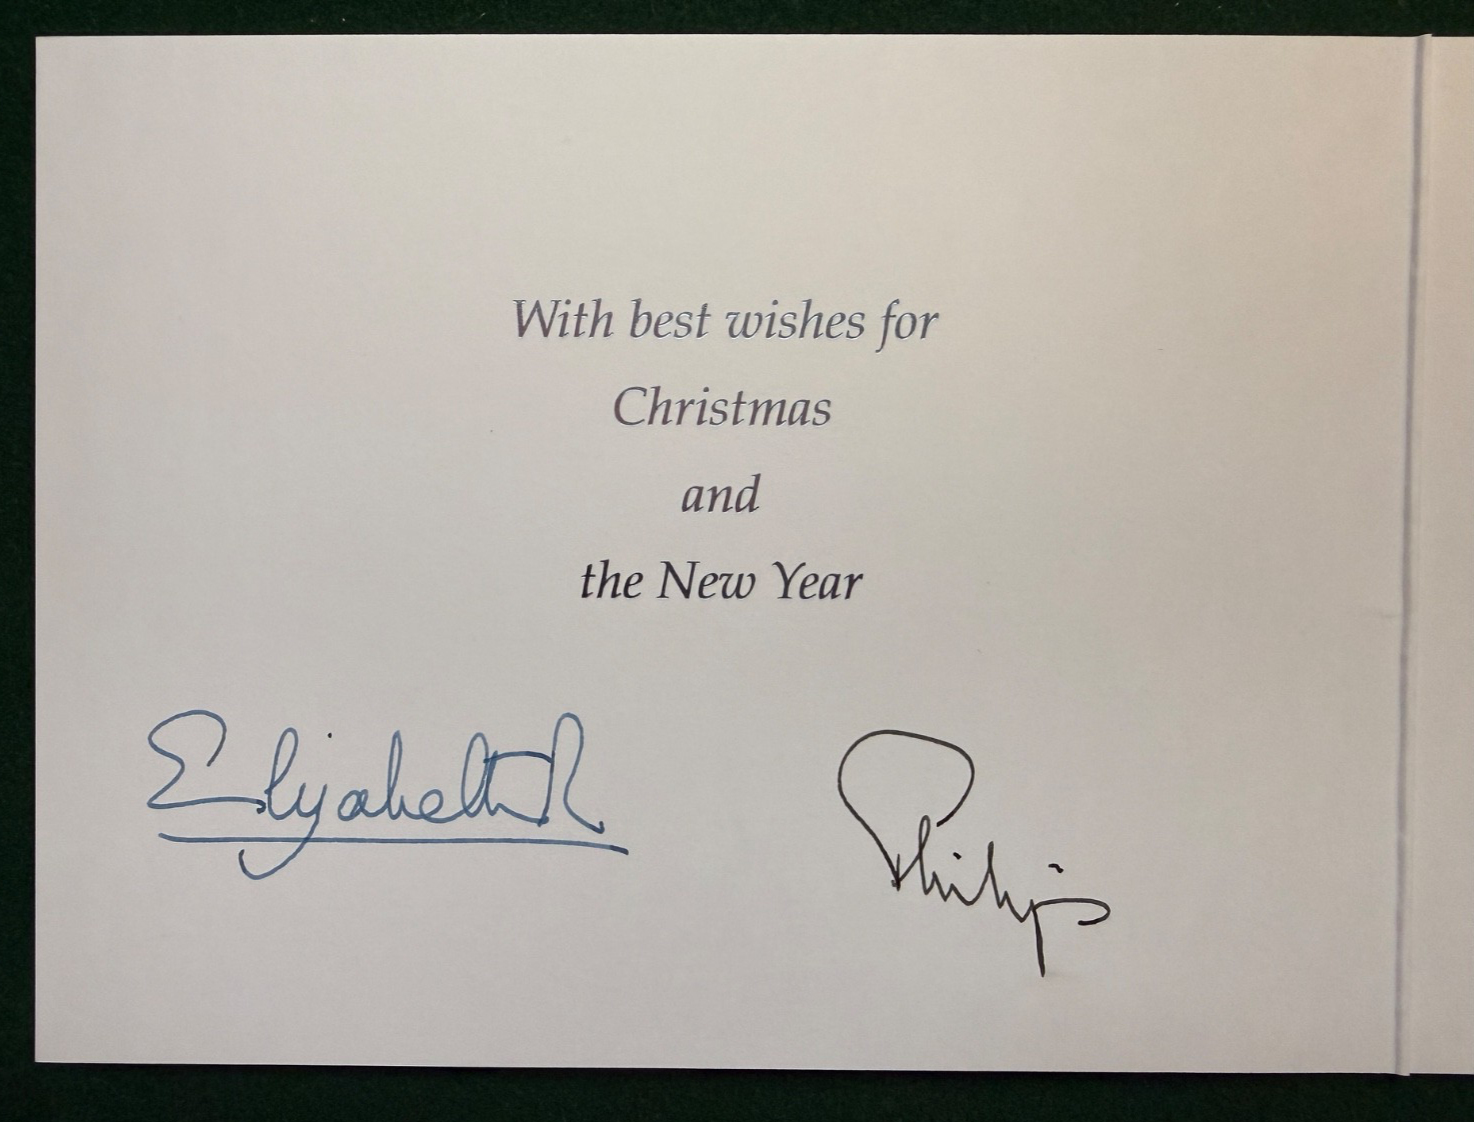 With best wishes for
Christmas
and
the New Year
Elizabeth R
Philip